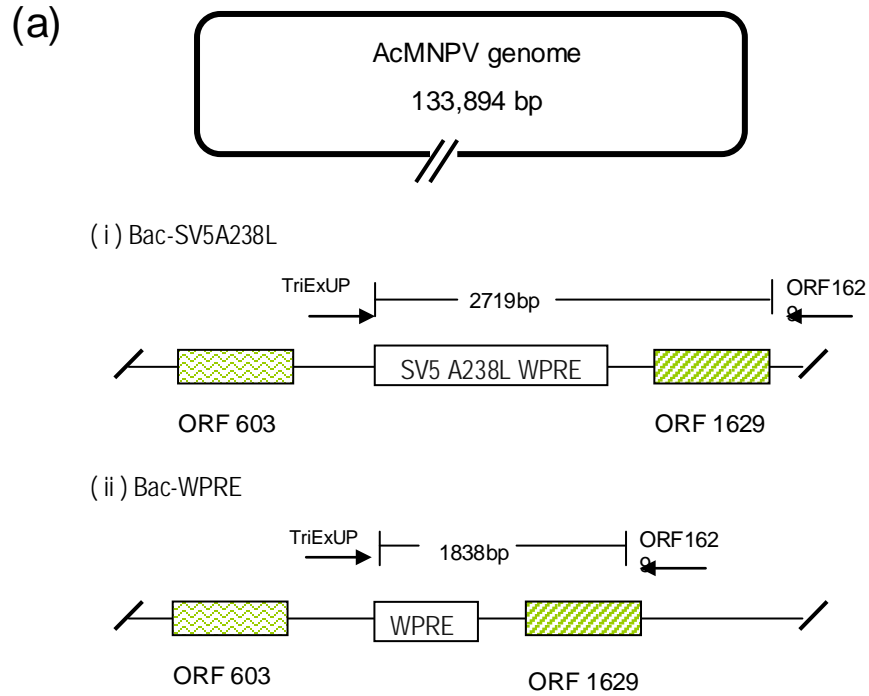 (a)
AcMNPV genome
133,894 bp
( i ) Bac-SV5A238L
TriExUP
2719bp
ORF162
9
SV5 A238L WPRE
ORF 603
ORF 1629
( ii ) Bac-WPRE
TriExUP
1838bp
ORF162
9
WPRE
ORF 603
ORF 1629